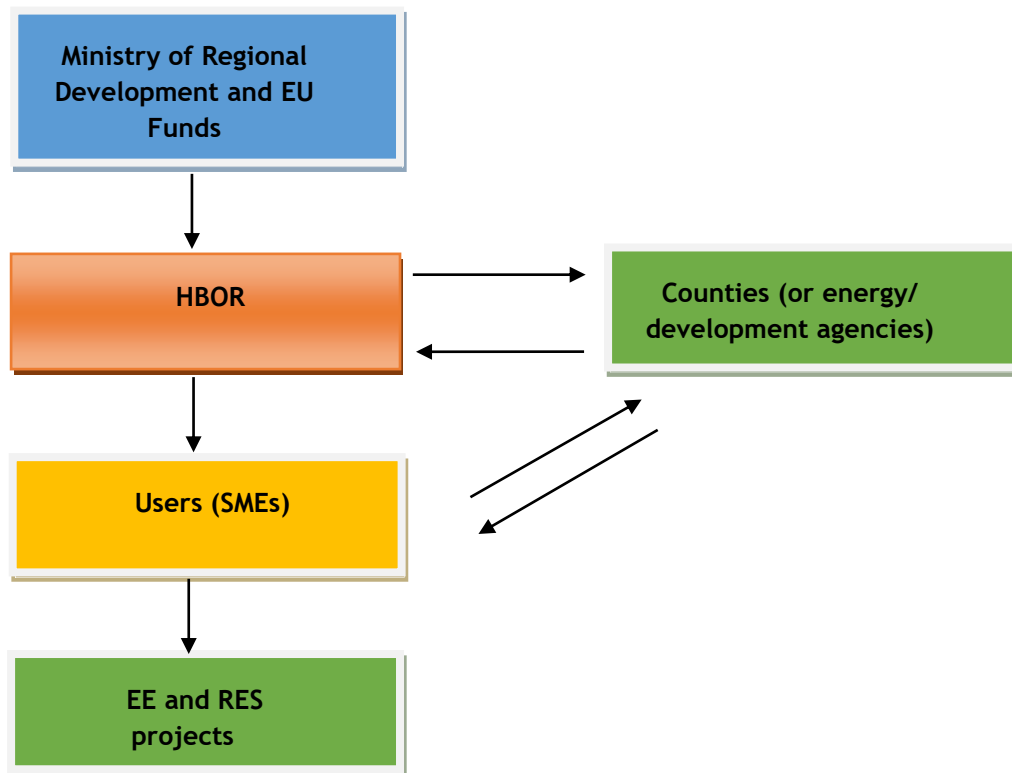 Ministry of Regional
Development and EU
Funds
HBOR
Counties (or energy/
development agencies)
Users (SMEs)
EE and RES
projects